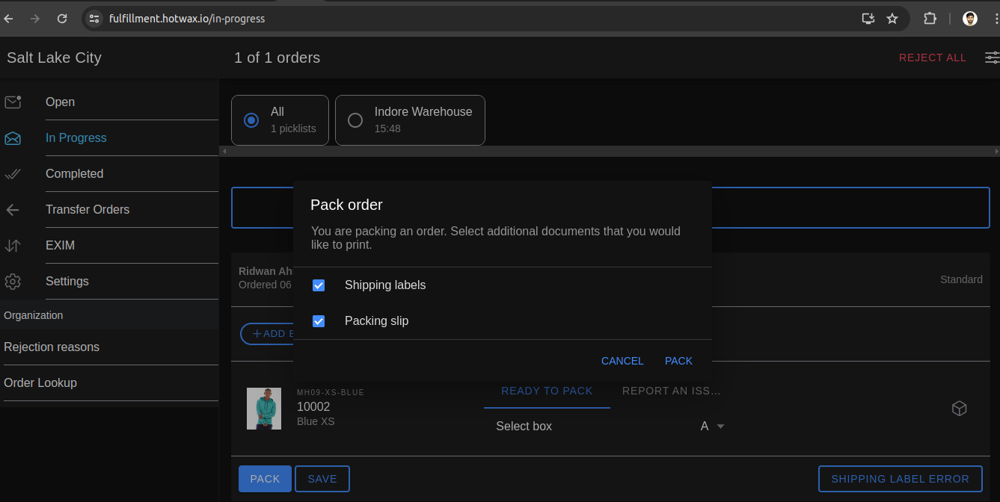 fulfillment.hotwax.io/in-progress
Salt Lake City
1 of 1 orders
REJECT ALL
Open
In Progress
Completed
Transfer Orders
EXIM
Settings
Organization
Rejection reasons
Order Lookup
All
1 picklists
Indore Warehouse
15:48
Pack order
You are packing an order. Select additional documents that you would
like to print.
Shipping labels
Packing slip
CANCEL
PACK
Ridwan Ah
Ordered 06
Standard
ADD
MH09-XS-BLUE
10002
Blue XS
READY TO PACK
REPORT AN ISS...
Select box
A
PACK
SAVE
SHIPPING LABEL ERROR